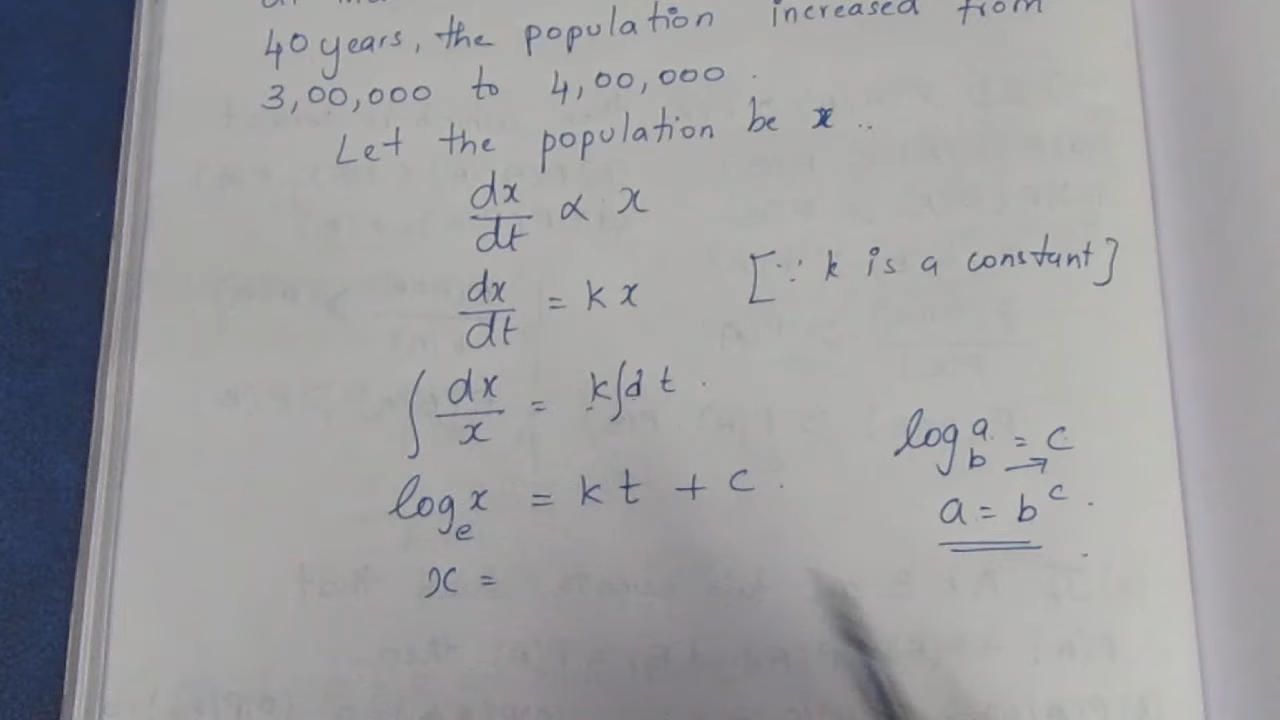 40 years, the population increased from
3,00,000 to 4,00,000.
Let the population be x ..
dx/dt ∝ x
dx/dt = k x [∵ k is a constant]
∫ dx/x = k∫dt.
log_e x = kt + c.
log_b a = c
a = b^c.
x =